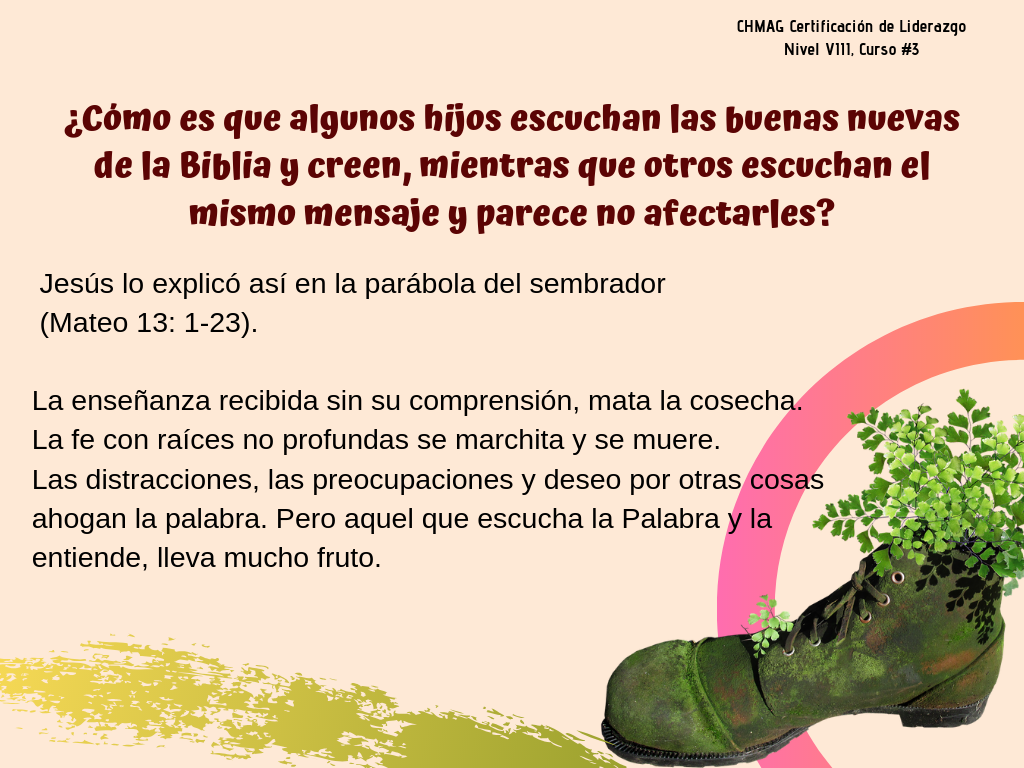 CHMAG Certificación de Liderazgo
Nivel VIII, Curso #3
¿Cómo es que algunos hijos escuchan las buenas nuevas
de la Biblia y creen, mientras que otros escuchan el
mismo mensaje y parece no afectarles?
Jesús lo explicó así en la parábola del sembrador
(Mateo 13: 1-23).
La enseñanza recibida sin su comprensión, mata la cosecha.
La fe con raíces no profundas se marchita y se muere.
Las distracciones, las preocupaciones y deseo por otras cosas
ahogan la palabra. Pero aquel que escucha la Palabra y la
entiende, lleva mucho fruto.